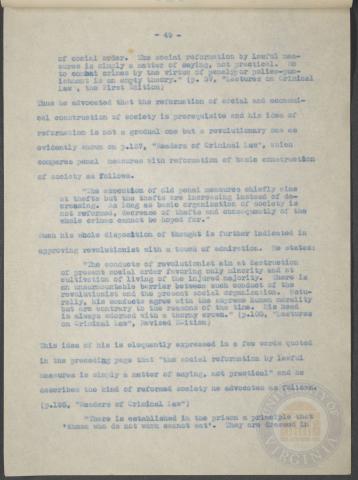 - 49 -
of social order. The social reformation by lawful mea-
sures is simply a matter of saying, not practical. So
to combat crimes by the virtue of penal or police-pun-
ishment is an empty theory." (p. 57, "Lectures on Criminal
Law", the First Edition)
Thus he advocated that the reformation of social and economi-
cal construction of society is prerequisite and his idea of
reformation is not a gradual one but a revolutionary one as
evidently shown on p.157, "Readers of Criminal Law", which
compares penal measures with reformation of basic construction
of society as follows.
"The execution of old penal measures chiefly aims
at thefts but the thefts are increasing instead of de-
creasing. As long as basic organization of society is
not reformed, decrease of thefts and consequently of the
whole crimes cannot be hoped for."
Such his whole disposition of thought is further indicated in
approving revolutionist with a touch of admiration. He states:
"The conducts of revolutionist aim at destruction
of present social order favoring only minority and at
cultivation of living of the injured majority. There is
an unsurmountable barrier between such conduct of the
revolutionist and the present social organization. Natu-
rally, his conducts agree with the supreme human morality
but are contrary to the reasons of the time. His head
is always adorned with a thorny crown." (p.100, "Lectures
on Criminal Law", Revised Edition)
This idea of his is eloquently expressed in a few words quoted
in the preceding page that "the social reformation by lawful
measures is simply a matter of saying, not practical" and he
describes the kind of reformed society he advocates as follows.
(p.195, "Readers of Criminal Law")
"There is established in the prison a principle that
'those who do not work cannot eat'. They are dressed in
UNIVERSITY
VIRGINIA